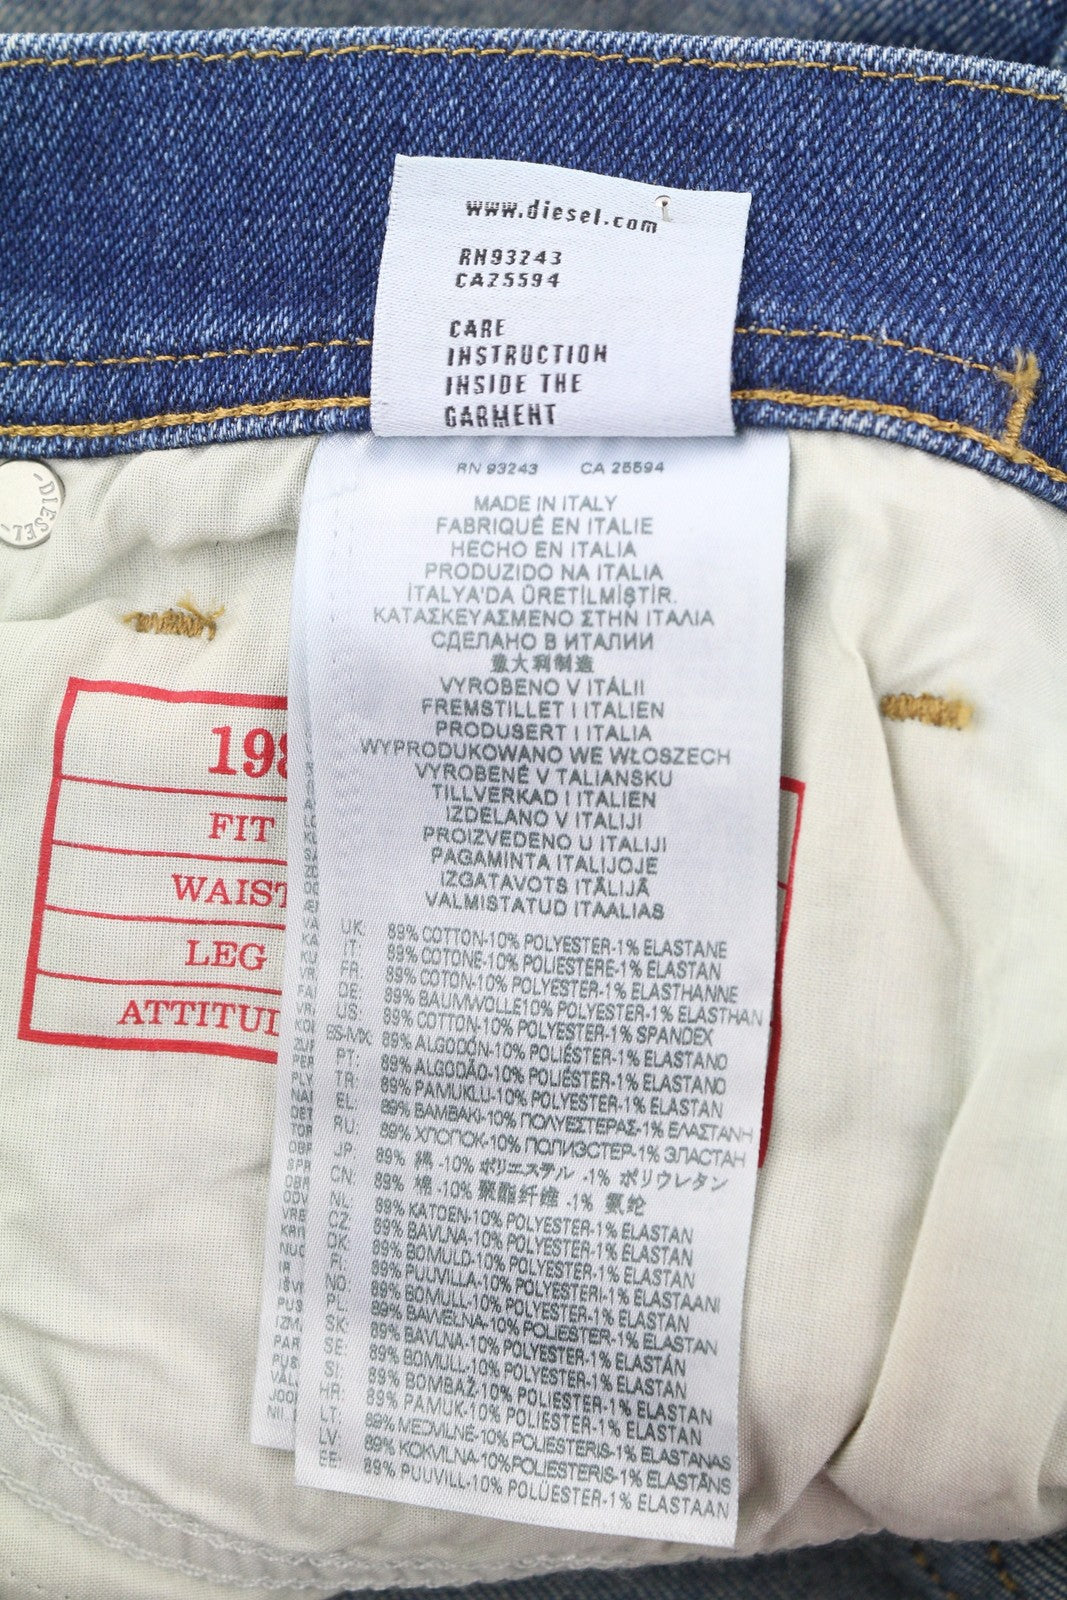 www.diesel.com
RN93243
CA25594
CARE
INSTRUCTION
INSIDE THE
GARMENT
RN 93243 CA 25594
MADE IN ITALY
FABRIQUÉ EN ITALIE
HECHO EN ITALIA
PRODUZIDO NA ITALIA
İTALYA'DA ÜRETİLMİŞTİR.
ΚΑΤΑΣΚΕΥΑΣΜΕΝΟ ΣΤΗΝ ΙΤΑΛΙΑ
СДЕЛАНО В ИТАЛИИ
意大利制造
VYROBENO V ITÁLII
FREMSTILLET I ITALIEN
PRODUSERT I ITALIA
WYPRODUKOWANO WE WŁOSZECH
VYROBENÉ V TALIANSKU
TILLVERKAD I ITALIEN
IZDELANO V ITALIJI
PROIZVEDENO U ITALIJI
PAGAMINTA ITALIJOJE
IZGATAVOTS ITĀLIJĀ
VALMISTATUD ITAALIAS
UK: 89% COTTON-10% POLYESTER-1% ELASTANE
IT: 89% COTONE-10% POLIESTERE-1% ELASTAN
FR: 89% COTON-10% POLYESTER-1% ELASTHANNE
DE: 89% BAUMWOLLE10% POLYESTER-1% ELASTHAN
US: 89% COTTON-10% POLYESTER-1% SPANDEX
ES-MX: 89% ALGODÓN-10% POLIÉSTER-1% ELASTANO
PT: 89% ALGODÃO-10% POLIÉSTER-1% ELASTANO
TR: 89% PAMUKLU-10% POLYESTER-1% ELASTAN
EL: 89% ΒΑΜΒΑΚΙ-10% ΠΟΛΥΕΣΤΕΡΑΣ-1% ΕΛΑΣΤΑΝΗ
RU: 89% ХЛОПОК-10% ПОЛИЭСТЕР-1% ЭЛАСТАН
JP: 89% 綿 -10% ポリエステル -1% ポリウレタン
CN: 89% 棉 -10% 聚酯纤维 -1% 氨纶
NL: 89% KATOEN-10% POLYESTER-1% ELASTAN
CZ: 89% BAVLNA-10% POLYESTER-1% ELASTAN
DK: 89% BOMULD-10% POLYESTER-1% ELASTAN
FI: 89% PUUVILLA-10% POLYESTERI-1% ELASTAANI
NO: 89% BOMULL-10% POLYESTER-1% ELASTAN
PL: 89% BAWEŁNA-10% POLIESTER-1% ELASTAN
SK: 89% BAVLNA-10% POLYESTER-1% ELASTÁN
SE: 89% BOMULL-10% POLYESTER-1% ELASTAN
SI: 89% BOMBAŽ-10% POLIESTER-1% ELASTAN
HR: 89% PAMUK-10% POLIESTER-1% ELASTAN
LT: 89% MEDVILNĖ-10% POLIESTERIS-1% ELASTANAS
LV: 89% KOKVILNA-10%POLIESTERIS-1% ELASTĀNS
EE: 89% PUUVILL-10% POLÜESTER-1% ELASTAAN
-DIESEL-
198
FIT
WAIST
LEG
ATTITUD